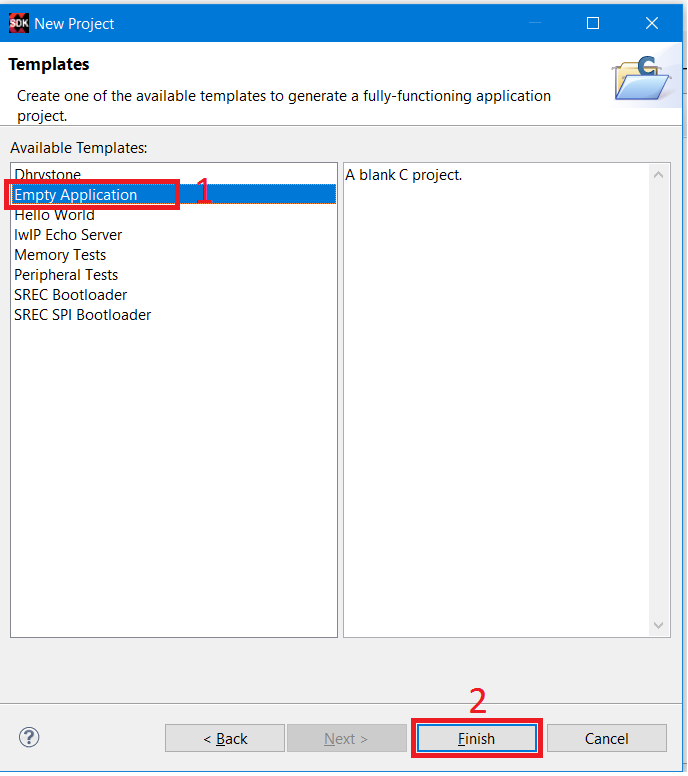 SDK New Project
Templates
Create one of the available templates to generate a fully-functioning application
project.
Available Templates:
Dhrystone
Empty Application
1
Hello World
lwIP Echo Server
Memory Tests
Peripheral Tests
SREC Bootloader
SREC SPI Bootloader
A blank C project.
2
? < Back Next > Finish Cancel